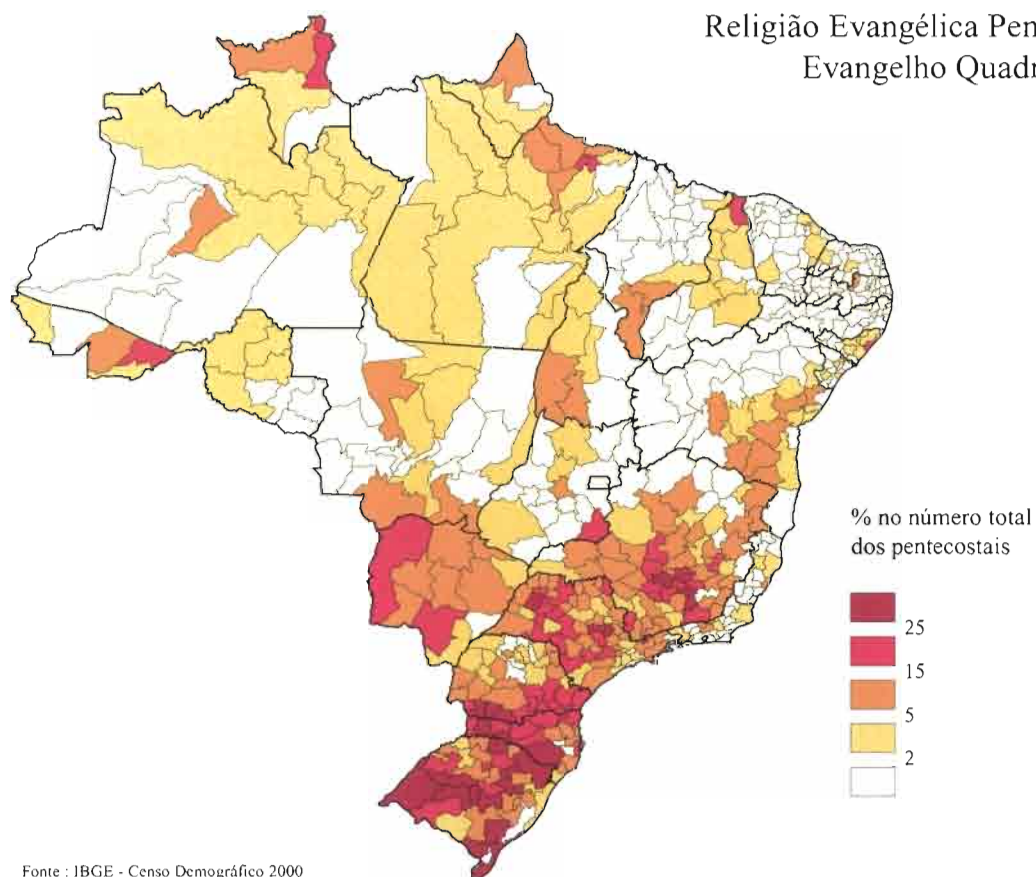 Religião Evangélica Pen
Evangelho Quadr
% no número total
dos pentecostais
25
15
5
2
Fonte : IBGE - Censo Demográfico 2000